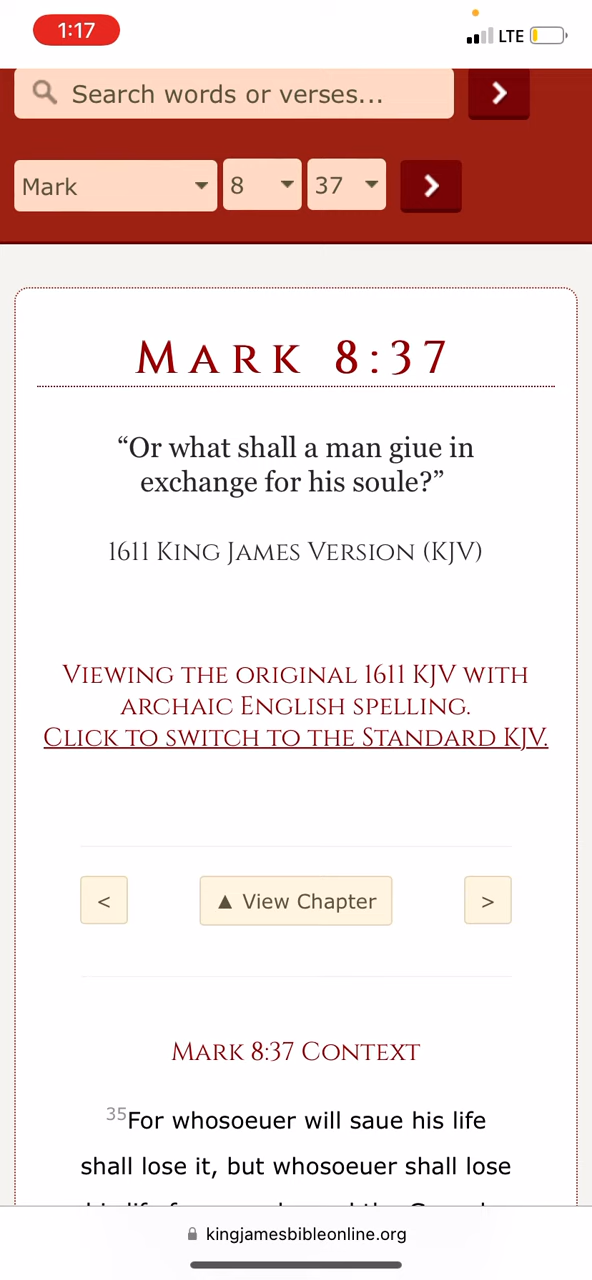 1:17
LTE
Search words or verses...
Mark 8 37
MARK 8:37
“Or what shall a man giue in
exchange for his soule?”
1611 KING JAMES VERSION (KJV)
VIEWING THE ORIGINAL 1611 KJV WITH
ARCHAIC ENGLISH SPELLING.
CLICK TO SWITCH TO THE STANDARD KJV.
< ▲ View Chapter >
MARK 8:37 CONTEXT
35For whosoeuer will saue his life
shall lose it, but whosoeuer shall lose
kingjamesbibleonline.org